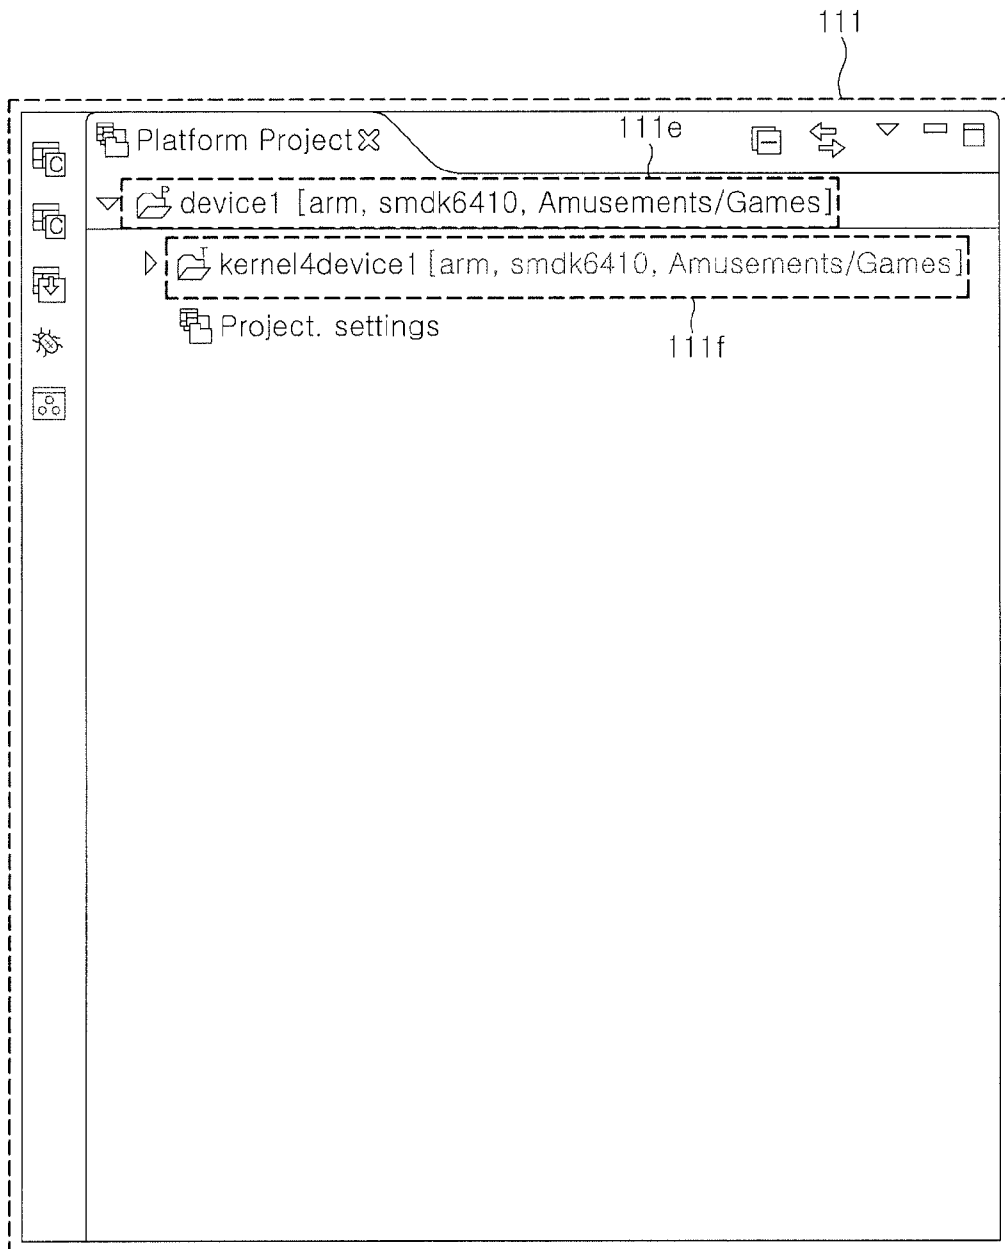 111
Platform Project
111e
device1 [arm, smdk6410, Amusements/Games]
kernel4device1 [arm, smdk6410, Amusements/Games]
Project. settings
111f